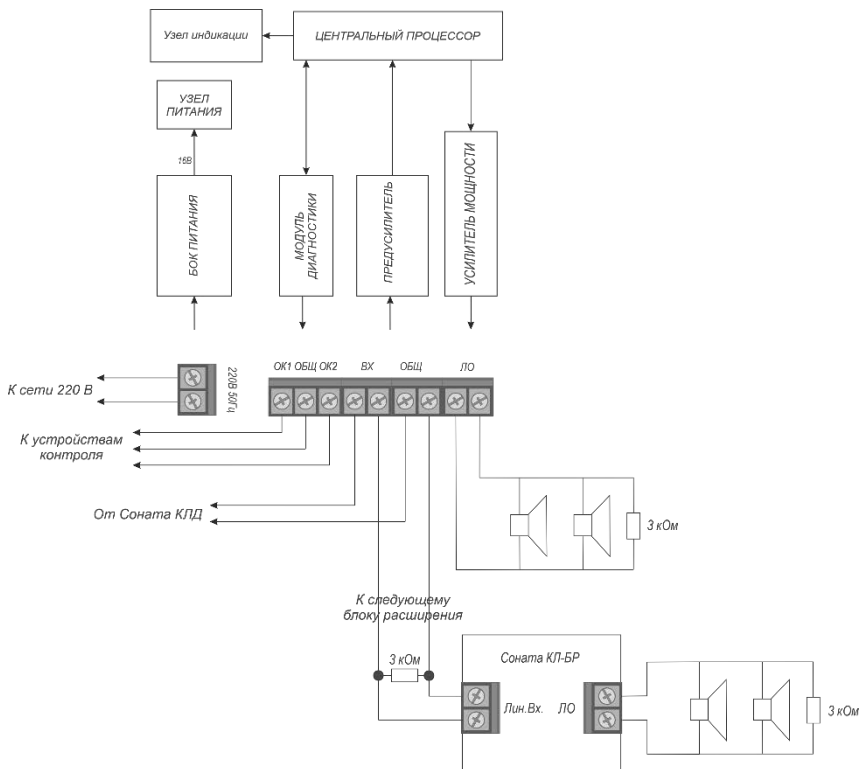 Узел индикации
ЦЕНТРАЛЬНЫЙ ПРОЦЕССОР
УЗЕЛ
ПИТАНИЯ
16В
БОК ПИТАНИЯ
МОДУЛЬ
ДИАГНОСТИКИ
ПРЕДУСИЛИТЕЛЬ
УСИЛИТЕЛЬ МОЩНОСТИ
К сети 220 В
220В 50Гц
ОК1 ОБЩ ОК2
ВХ
ОБЩ
ЛО
К устройствам
контроля
От Соната КЛД
3 кОм
К следующему
блоку расширения
3 кОм
Соната КЛ-БР
Лин.Вх.
ЛО
3 кОм